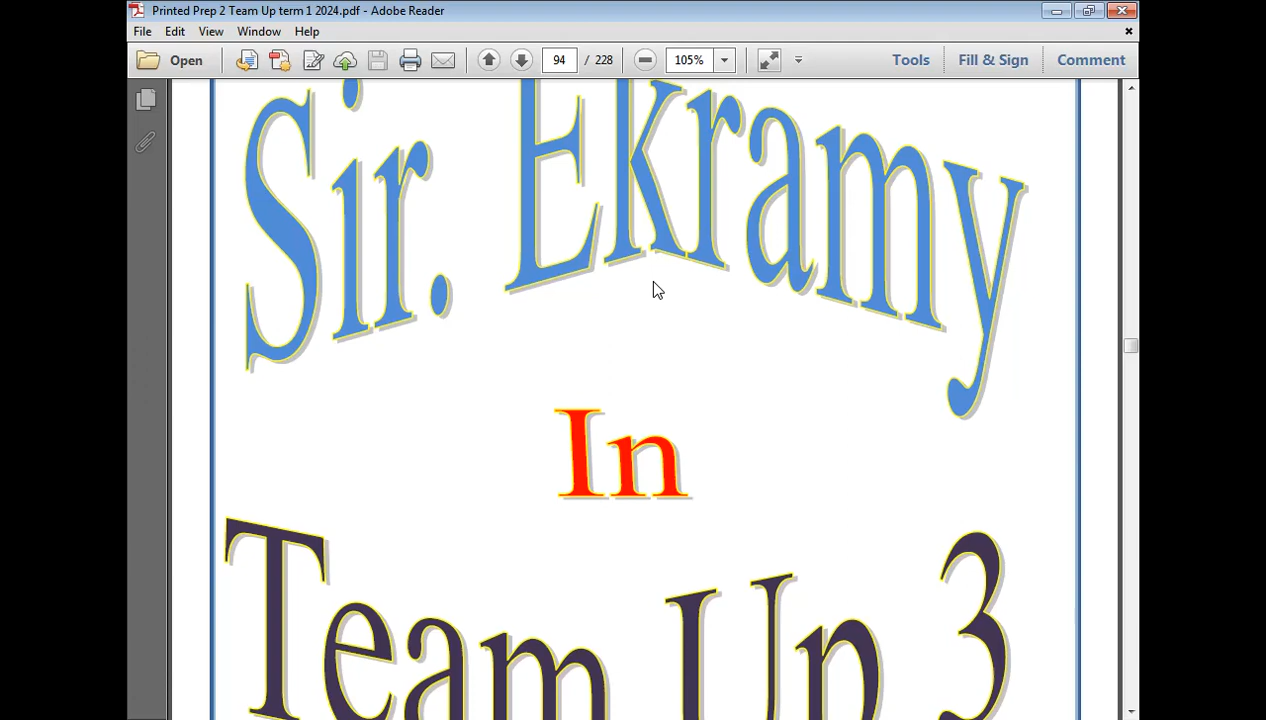 Printed Prep 2 Team Up term 1 2024.pdf - Adobe Reader
File Edit View Window Help
Open 94 / 228 105% Tools Fill & Sign Comment
Sir. Ekramy
In
Team Up 3